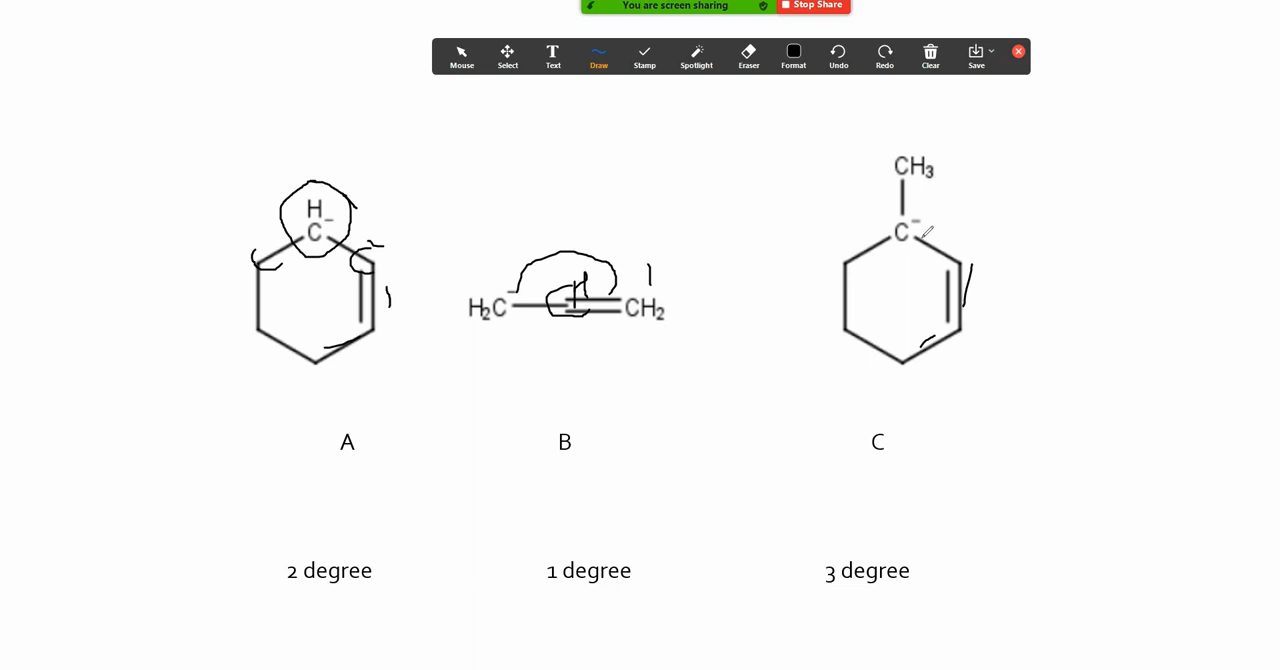 You are screen sharing
Stop Share
Mouse
Select
Text
Draw
Stamp
Spotlight
Eraser
Format
Undo
Redo
Clear
Save
H
C⁻
H₂C⁻
CH₂
CH₃
C⁻
A
B
C
2 degree
1 degree
3 degree